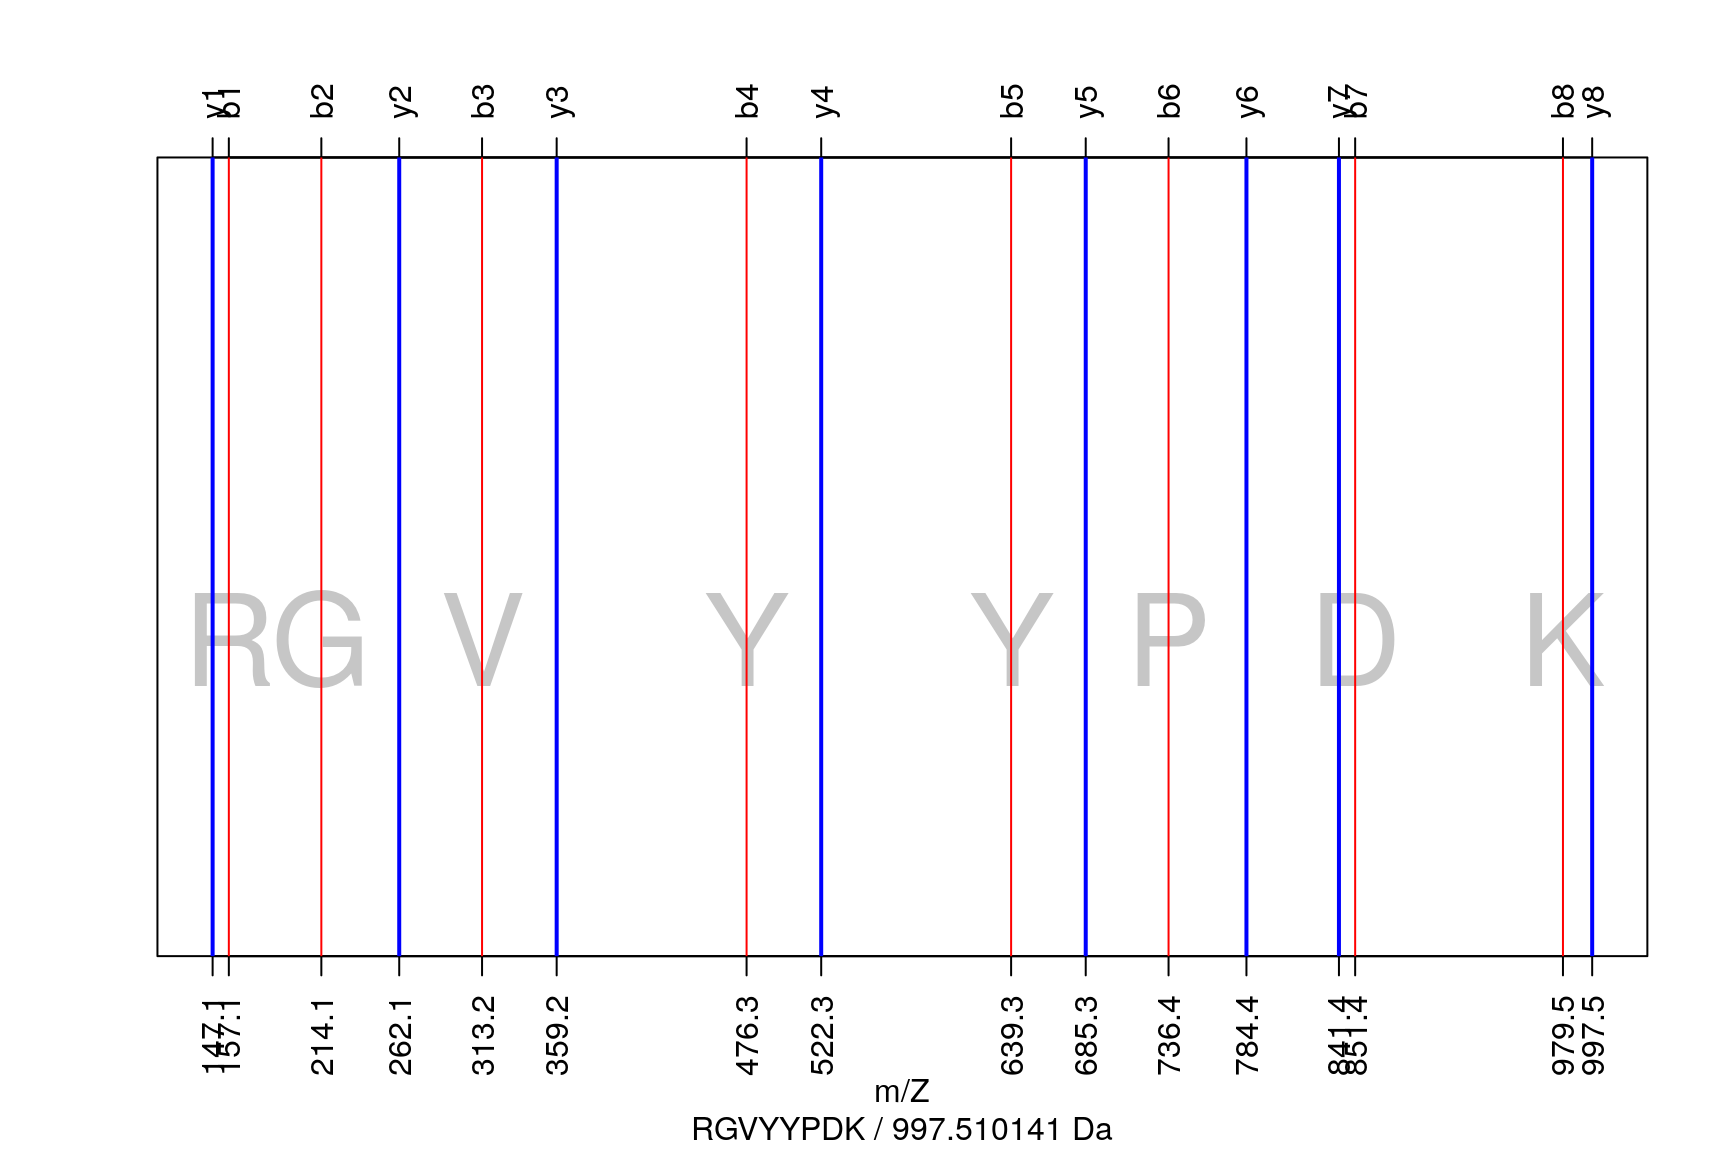 y1 b1 b2 y2 b3 y3 b4 y4 b5 y5 b6 y6 y7 b7 b8 y8
R G V Y Y P D K
147.1 157.1 214.1 262.1 313.2 359.2 476.3 522.3 639.3 685.3 736.4 784.4 841.4 851.4 979.5 997.5
m/Z
RGVYYPDK / 997.510141 Da